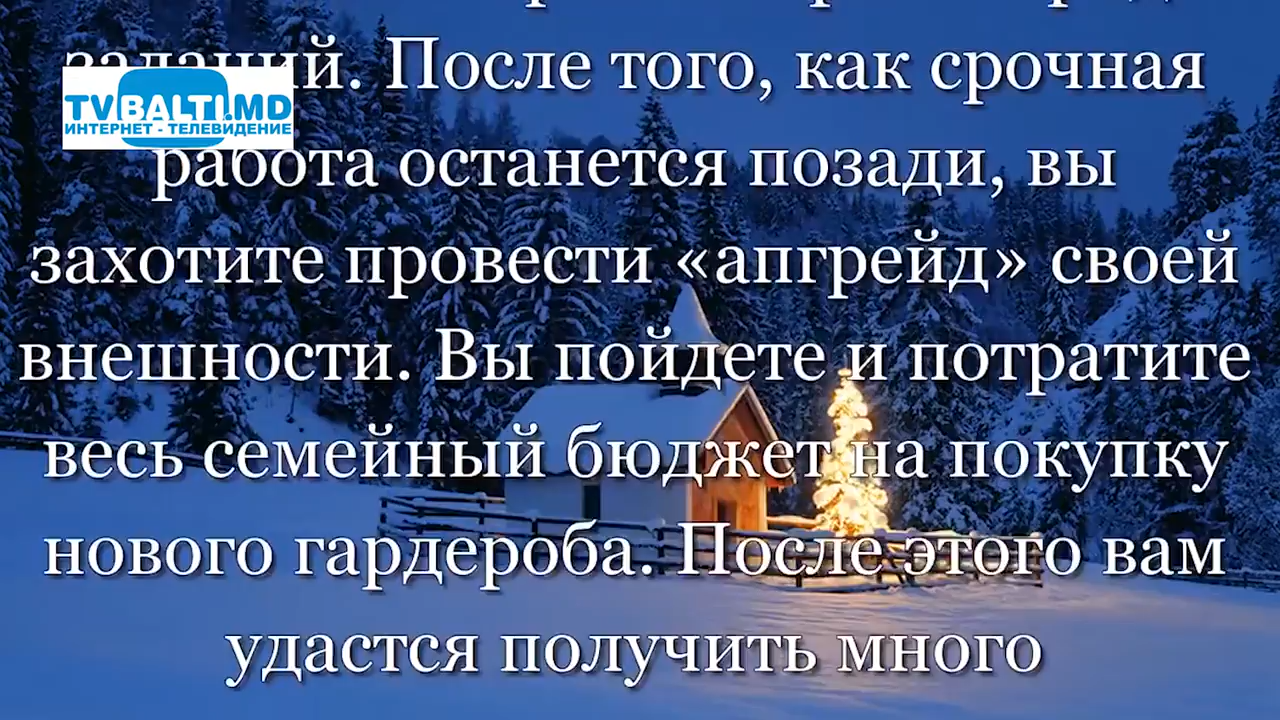 заданий. После того, как срочная
TVBALTI.MD
ИНТЕРНЕТ - ТЕЛЕВИДЕНИЕ
работа останется позади, вы
захотите провести «апгрейд» своей
внешности. Вы пойдете и потратите
весь семейный бюджет на покупку
нового гардероба. После этого вам
удастся получить много